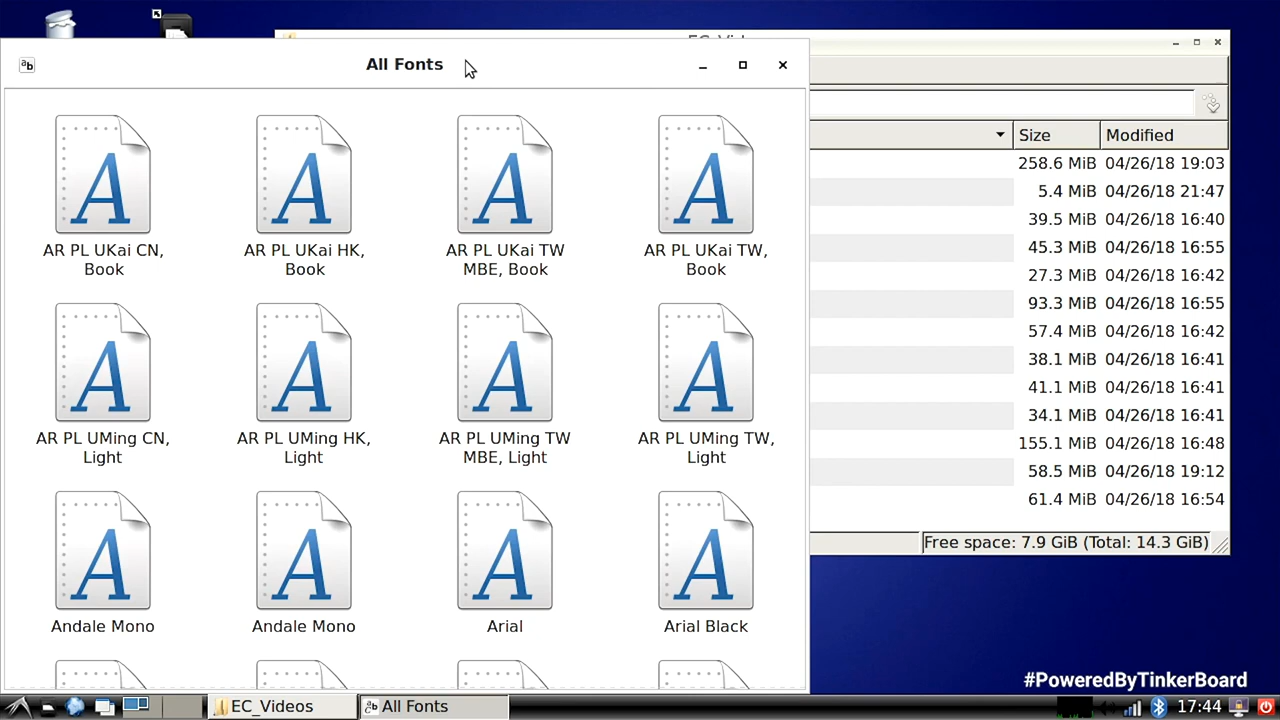 EC_Videos
All Fonts
AR PL UKai CN,
Book
AR PL UKai HK,
Book
AR PL UKai TW
MBE, Book
AR PL UKai TW,
Book
AR PL UMing CN,
Light
AR PL UMing HK,
Light
AR PL UMing TW
MBE, Light
AR PL UMing TW,
Light
Andale Mono
Andale Mono
Arial
Arial Black
Size Modified
258.6 MiB 04/26/18 19:03
5.4 MiB 04/26/18 21:47
39.5 MiB 04/26/18 16:40
45.3 MiB 04/26/18 16:55
27.3 MiB 04/26/18 16:42
93.3 MiB 04/26/18 16:55
57.4 MiB 04/26/18 16:42
38.1 MiB 04/26/18 16:41
41.1 MiB 04/26/18 16:41
34.1 MiB 04/26/18 16:41
155.1 MiB 04/26/18 16:48
58.5 MiB 04/26/18 19:12
61.4 MiB 04/26/18 16:54
Free space: 7.9 GiB (Total: 14.3 GiB)
#PoweredByTinkerBoard
EC_Videos
All Fonts
17:44